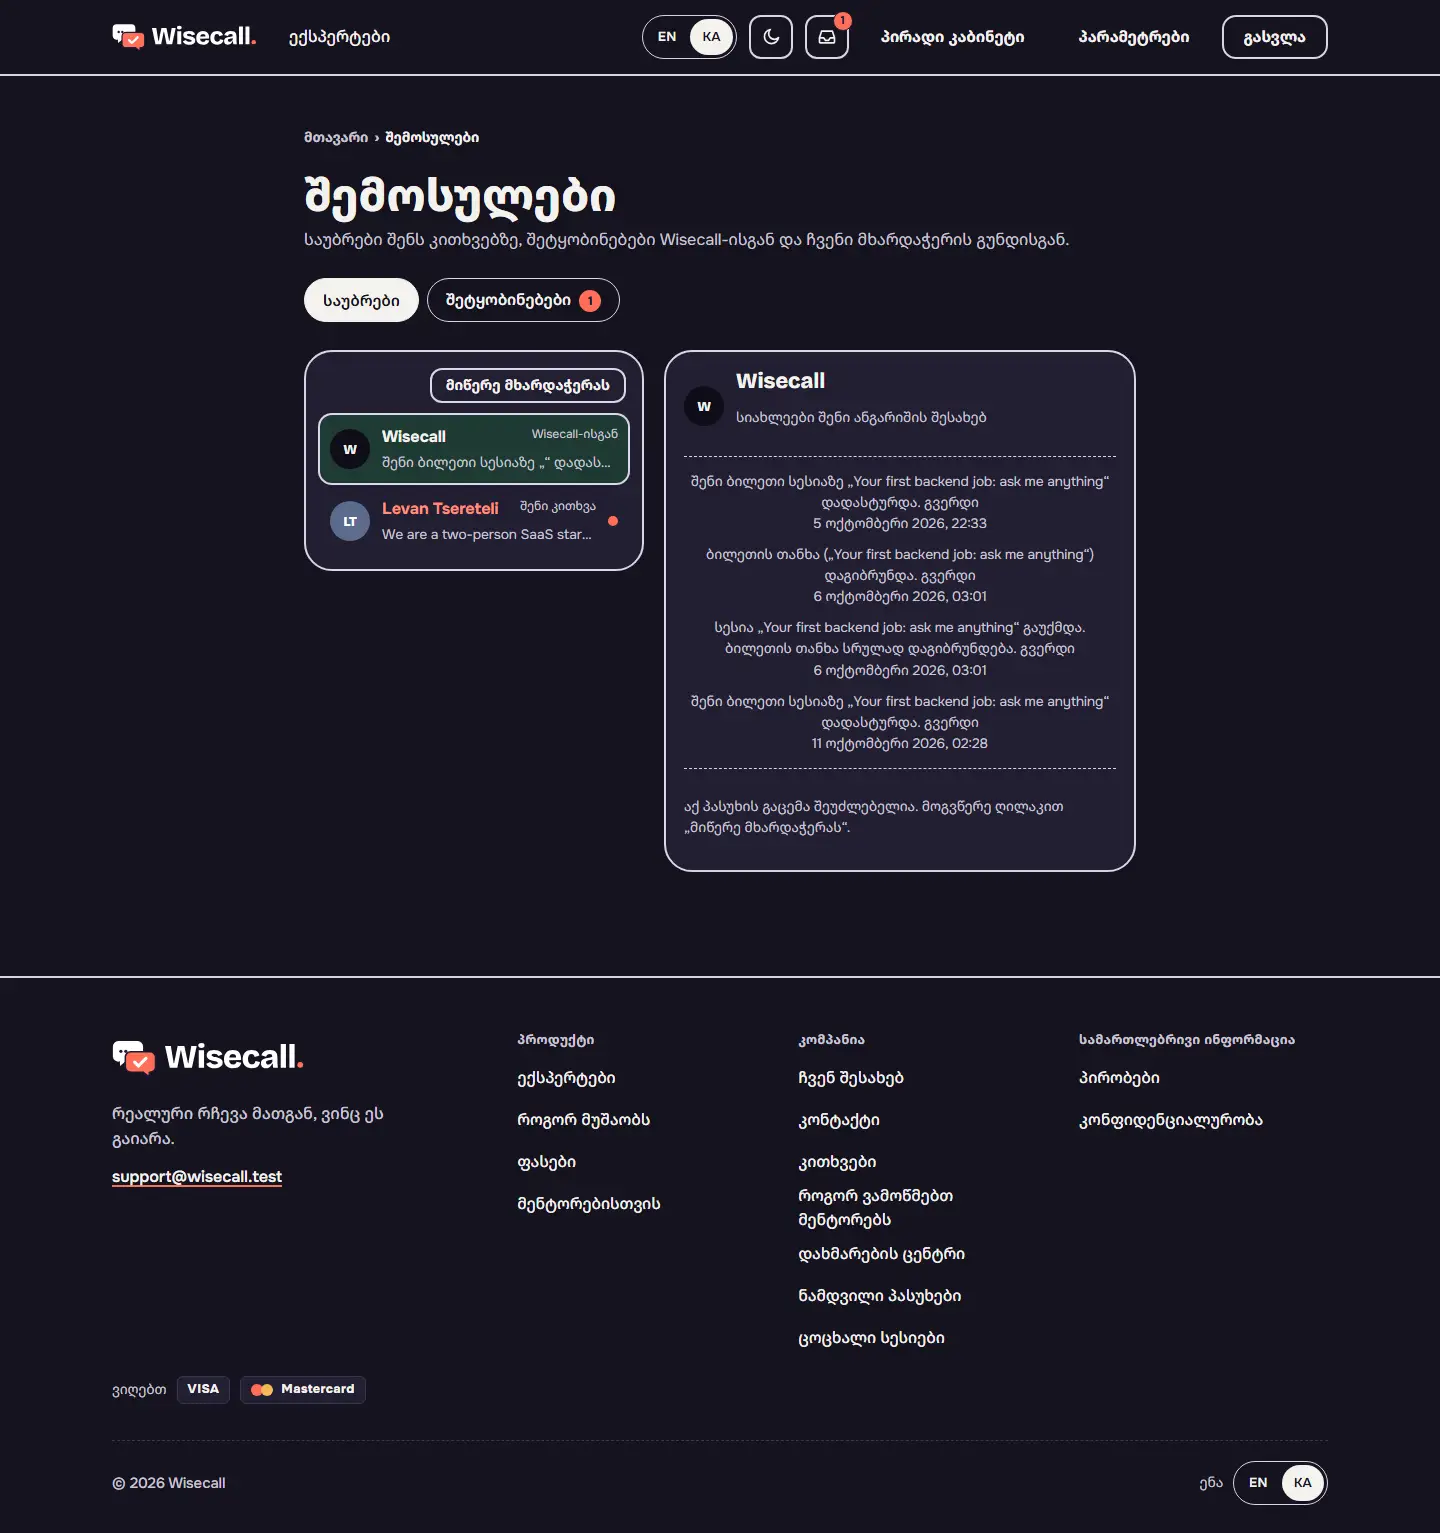 Wisecall.
ექსპერტები
EN KA
1
პირადი კაბინეტი
პარამეტრები
გასვლა
მთავარი › შემოსულები
შემოსულები
საუბრები შენს კითხვებზე, შეტყობინებები Wisecall-ისგან და ჩვენი მხარდაჭერის გუნდისგან.
საუბრები
შეტყობინებები 1
მიწერე მხარდაჭერას
W
Wisecall
Wisecall-ისგან
შენი ბილეთი სესიაზე „“ დადას...
LT
Levan Tsereteli
შენი კითხვა
We are a two-person SaaS star...
W
Wisecall
სიახლეები შენი ანგარიშის შესახებ
შენი ბილეთი სესიაზე „Your first backend job: ask me anything“
დადასტურდა. გვერდი
5 ოქტომბერი 2026, 22:33
ბილეთის თანხა („Your first backend job: ask me anything“)
დაგიბრუნდა. გვერდი
6 ოქტომბერი 2026, 03:01
სესია „Your first backend job: ask me anything“ გაუქმდა.
ბილეთის თანხა სრულად დაგიბრუნდება. გვერდი
6 ოქტომბერი 2026, 03:01
შენი ბილეთი სესიაზე „Your first backend job: ask me anything“
დადასტურდა. გვერდი
11 ოქტომბერი 2026, 02:28
აქ პასუხის გაცემა შეუძლებელია. მოგვწერე ღილაკით
„მიწერე მხარდაჭერას“.
Wisecall.
რეალური რჩევა მათგან, ვინც ეს
გაიარა.
support@wisecall.test
პროდუქტი
ექსპერტები
როგორ მუშაობს
ფასები
მენტორებისთვის
კომპანია
ჩვენ შესახებ
კონტაქტი
კითხვები
როგორ ვამოწმებთ
მენტორებს
დახმარების ცენტრი
ნამდვილი პასუხები
ცოცხალი სესიები
სამართლებრივი ინფორმაცია
პირობები
კონფიდენციალურობა
ვიღებთ
VISA
Mastercard
© 2026 Wisecall
ენა
EN KA